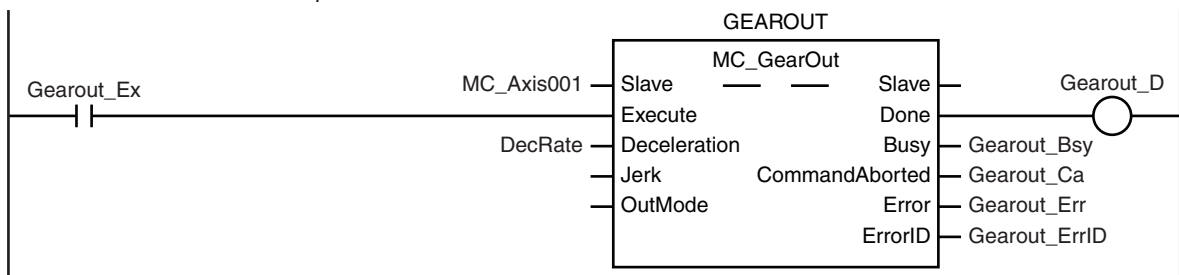 GEAROUT
MC_GearOut
Gearout_Ex
MC_Axis001 Slave Slave Gearout_D
Execute Done
DecRate Deceleration Busy Gearout_Bsy
Jerk CommandAborted Gearout_Ca
OutMode Error Gearout_Err
ErrorID Gearout_ErrID